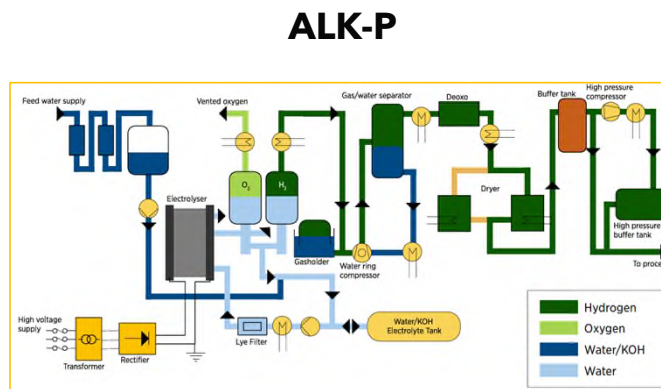 ALK-P
Feed water supply
Vented oxygen
Gas/water separator
Deoxo
Buffer tank
High pressure
compressor
M
M
O2
H2
M
Electrolyser
Dryer
Gasholder
Water ring
compressor
High pressure
buffer tank
To proce
High voltage
supply
Transformer
Rectifier
Lye Filter
M
Water/KOH
Electrolyte Tank
Hydrogen
Oxygen
Water/KOH
Water